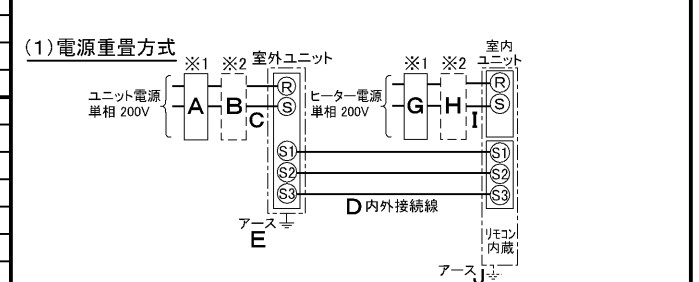 (1)電源重畳方式
※1 ※2 室外ユニット
ユニット電源
単相 200V
A
B
C
R
S
S1
S2
S3
アース
E
D 内外接続線
※1 ※2
室内
ユニット
ヒーター電源
単相 200V
G
H
I
R
S
S1
S2
S3
リモコン
内蔵
アース
J